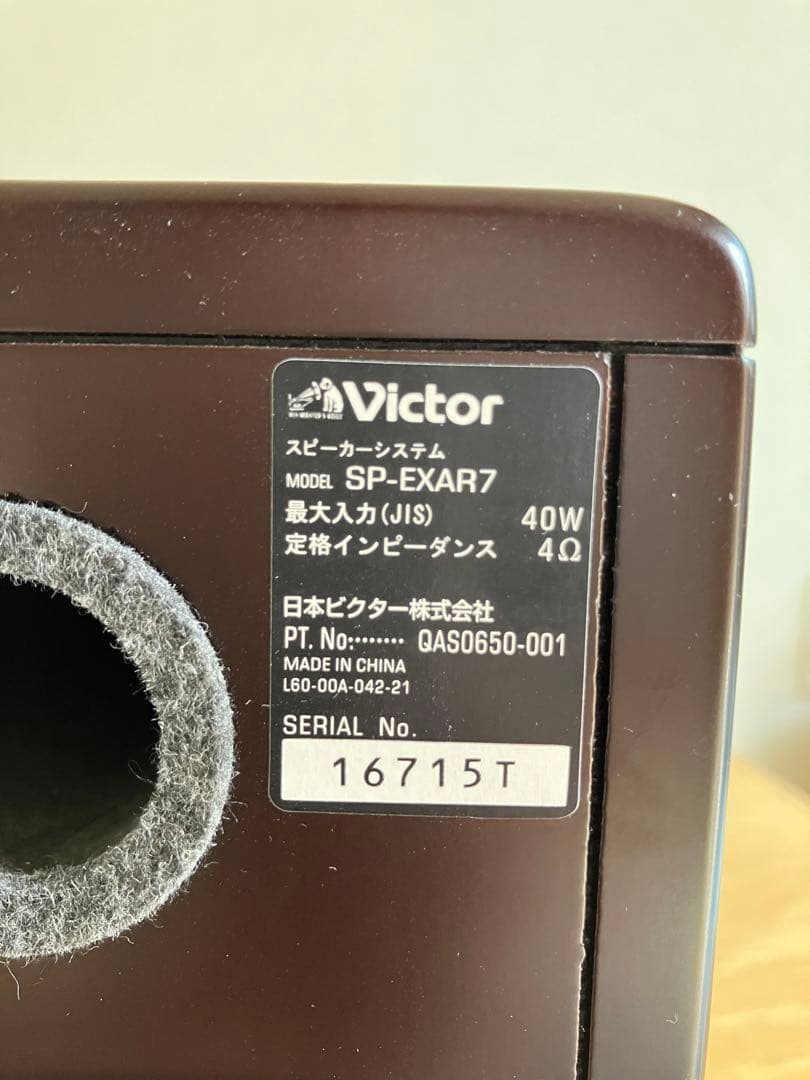 Victor
スピーカーシステム
MODEL SP-EXAR7
最大入力(JIS) 40W
定格インピーダンス 4Ω
日本ビクター株式会社
PT. No:‥‥‥‥ QAS0650-001
MADE IN CHINA
L60-00A-042-21
SERIAL No.
16715T